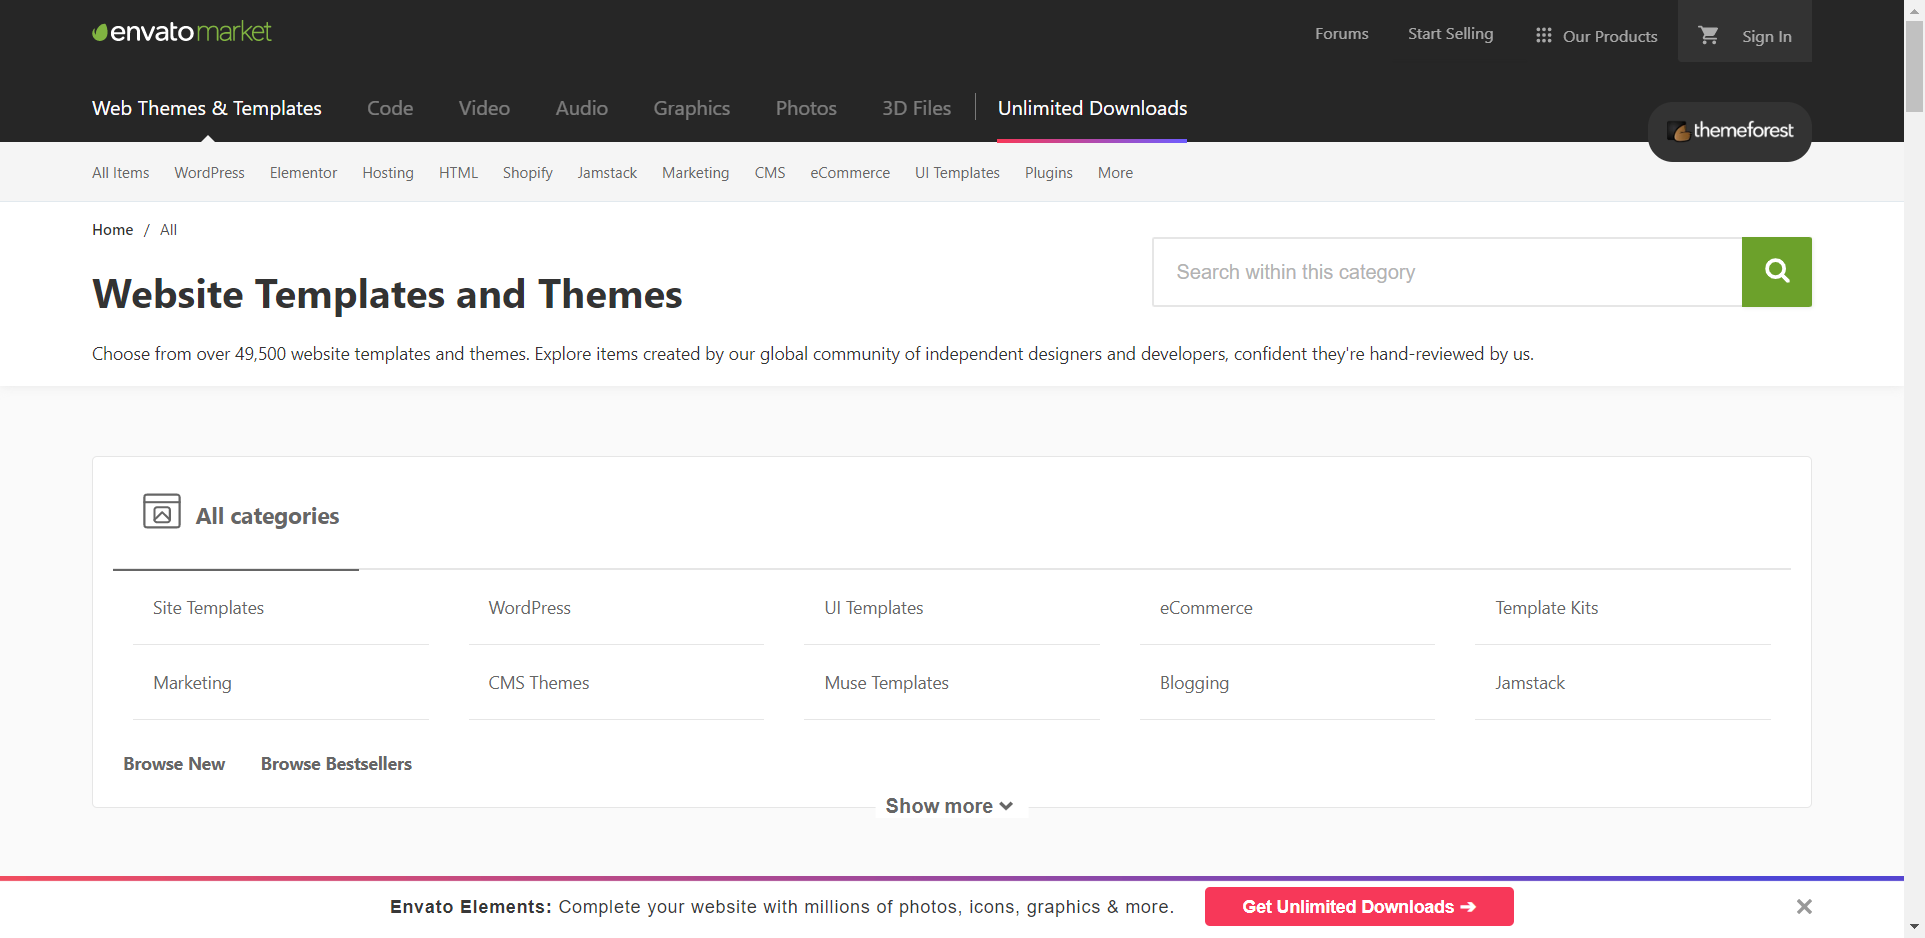 envato market
Forums Start Selling Our Products Sign In
Web Themes & Templates Code Video Audio Graphics Photos 3D Files Unlimited Downloads
themeforest
All Items WordPress Elementor Hosting HTML Shopify Jamstack Marketing CMS eCommerce UI Templates Plugins More
Home / All
Search within this category
Website Templates and Themes
Choose from over 49,500 website templates and themes. Explore items created by our global community of independent designers and developers, confident they're hand-reviewed by us.
All categories
Site Templates WordPress UI Templates eCommerce Template Kits
Marketing CMS Themes Muse Templates Blogging Jamstack
Browse New Browse Bestsellers
Show more
Envato Elements: Complete your website with millions of photos, icons, graphics & more. Get Unlimited Downloads ➔